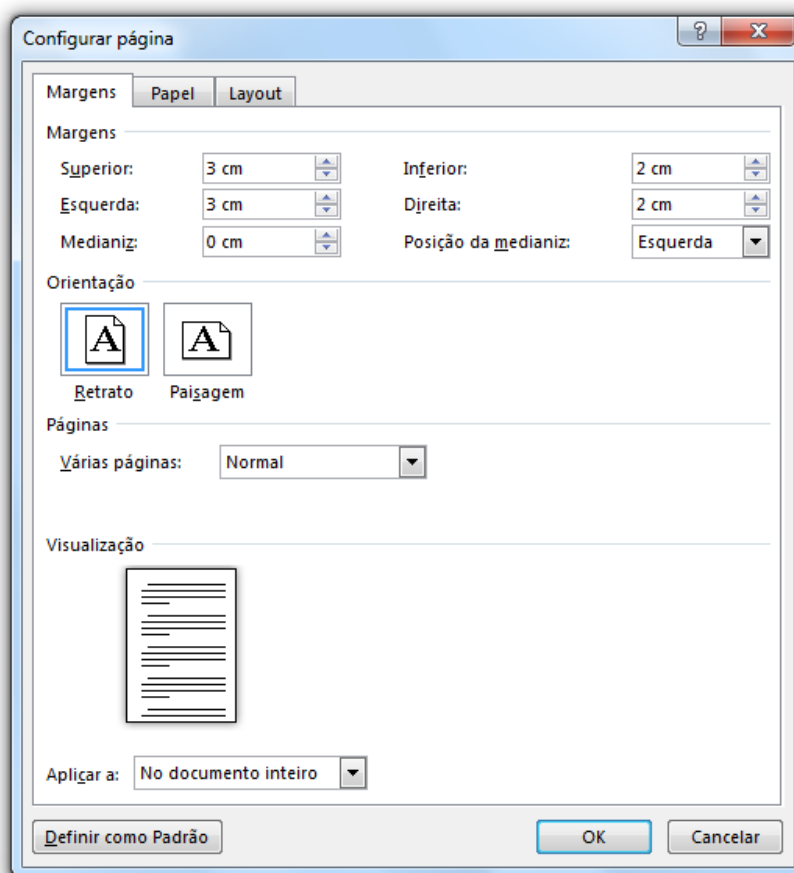 Configurar página
Margens Papel Layout
Margens
Superior: 3 cm Inferior: 2 cm
Esquerda: 3 cm Direita: 2 cm
Medianiz: 0 cm Posição da medianiz: Esquerda
Orientação
A A
Retrato Paisagem
Páginas
Várias páginas: Normal
Visualização
Aplicar a: No documento inteiro
Definir como Padrão OK Cancelar